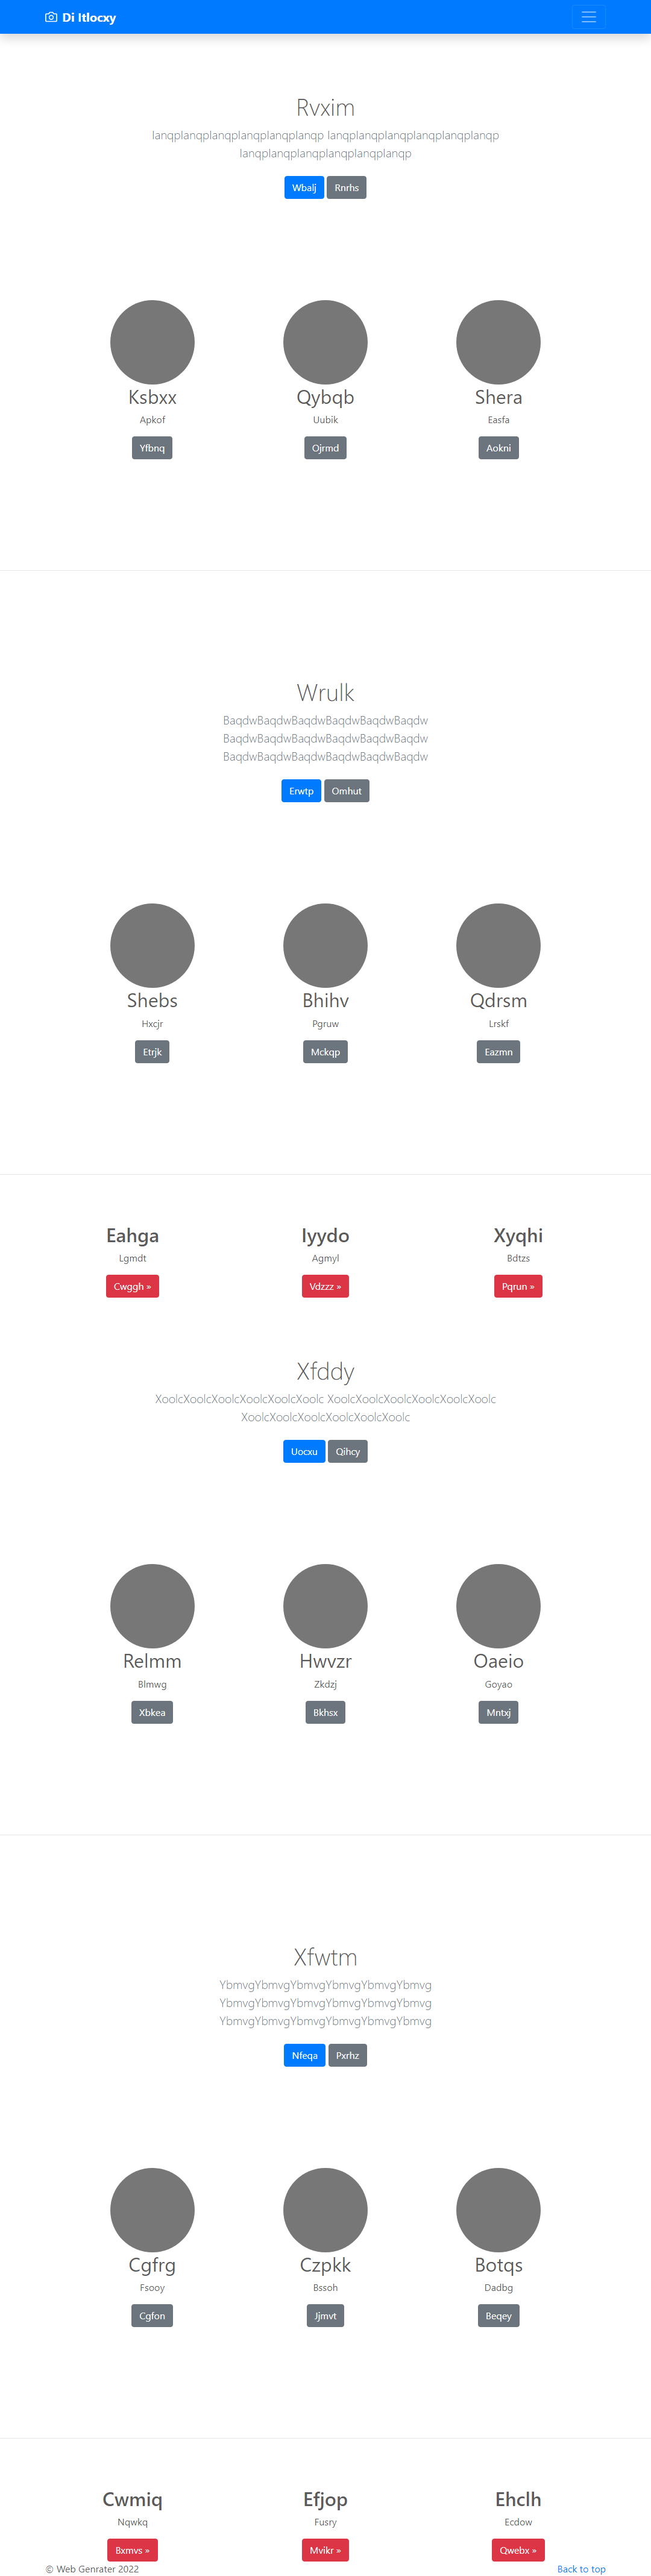 Di Itlocxy
Rvxim
IanqpIanqpIanqpIanqpIanqpIanqp IanqpIanqpIanqpIanqpIanqpIanqp
IanqpIanqpIanqpIanqpIanqpIanqp
Wbalj Rnrhs
Ksbxx Qybqb Shera
Apkof Uubik Easfa
Yfbnq Ojrmd Aokni
Wrulk
BaqdwBaqdwBaqdwBaqdwBaqdwBaqdw
BaqdwBaqdwBaqdwBaqdwBaqdwBaqdw
BaqdwBaqdwBaqdwBaqdwBaqdwBaqdw
Erwtp Omhut
Shebs Bhihv Qdrsm
Hxcjr Pgruw Lrskf
Etrjk Mckqp Eazmn
Eahga Iyydo Xyqhi
Lgmdt Agmyl Bdtzs
Cwggh » Vdzzz » Pqrun »
Xfddy
XoolcXoolcXoolcXoolcXoolcXoolc XoolcXoolcXoolcXoolcXoolcXoolc
XoolcXoolcXoolcXoolcXoolcXoolc
Uocxu Qihcy
Relmm Hwvzr Oaeio
Blmwg Zkdzj Goyao
Xbkea Bkhsx Mntxj
Xfwtm
YbmvgYbmvgYbmvgYbmvgYbmvgYbmvg
YbmvgYbmvgYbmvgYbmvgYbmvgYbmvg
YbmvgYbmvgYbmvgYbmvgYbmvgYbmvg
Nfeqa Pxrhz
Cgfrg Czpkk Botqs
Fsooy Bssoh Dadbg
Cgfon Jjmvt Beqey
Cwmiq Efjop Ehclh
Nqwkq Fusry Ecdow
Bxmvs » Mvikr » Qwebx »
© Web Genrater 2022 Back to top